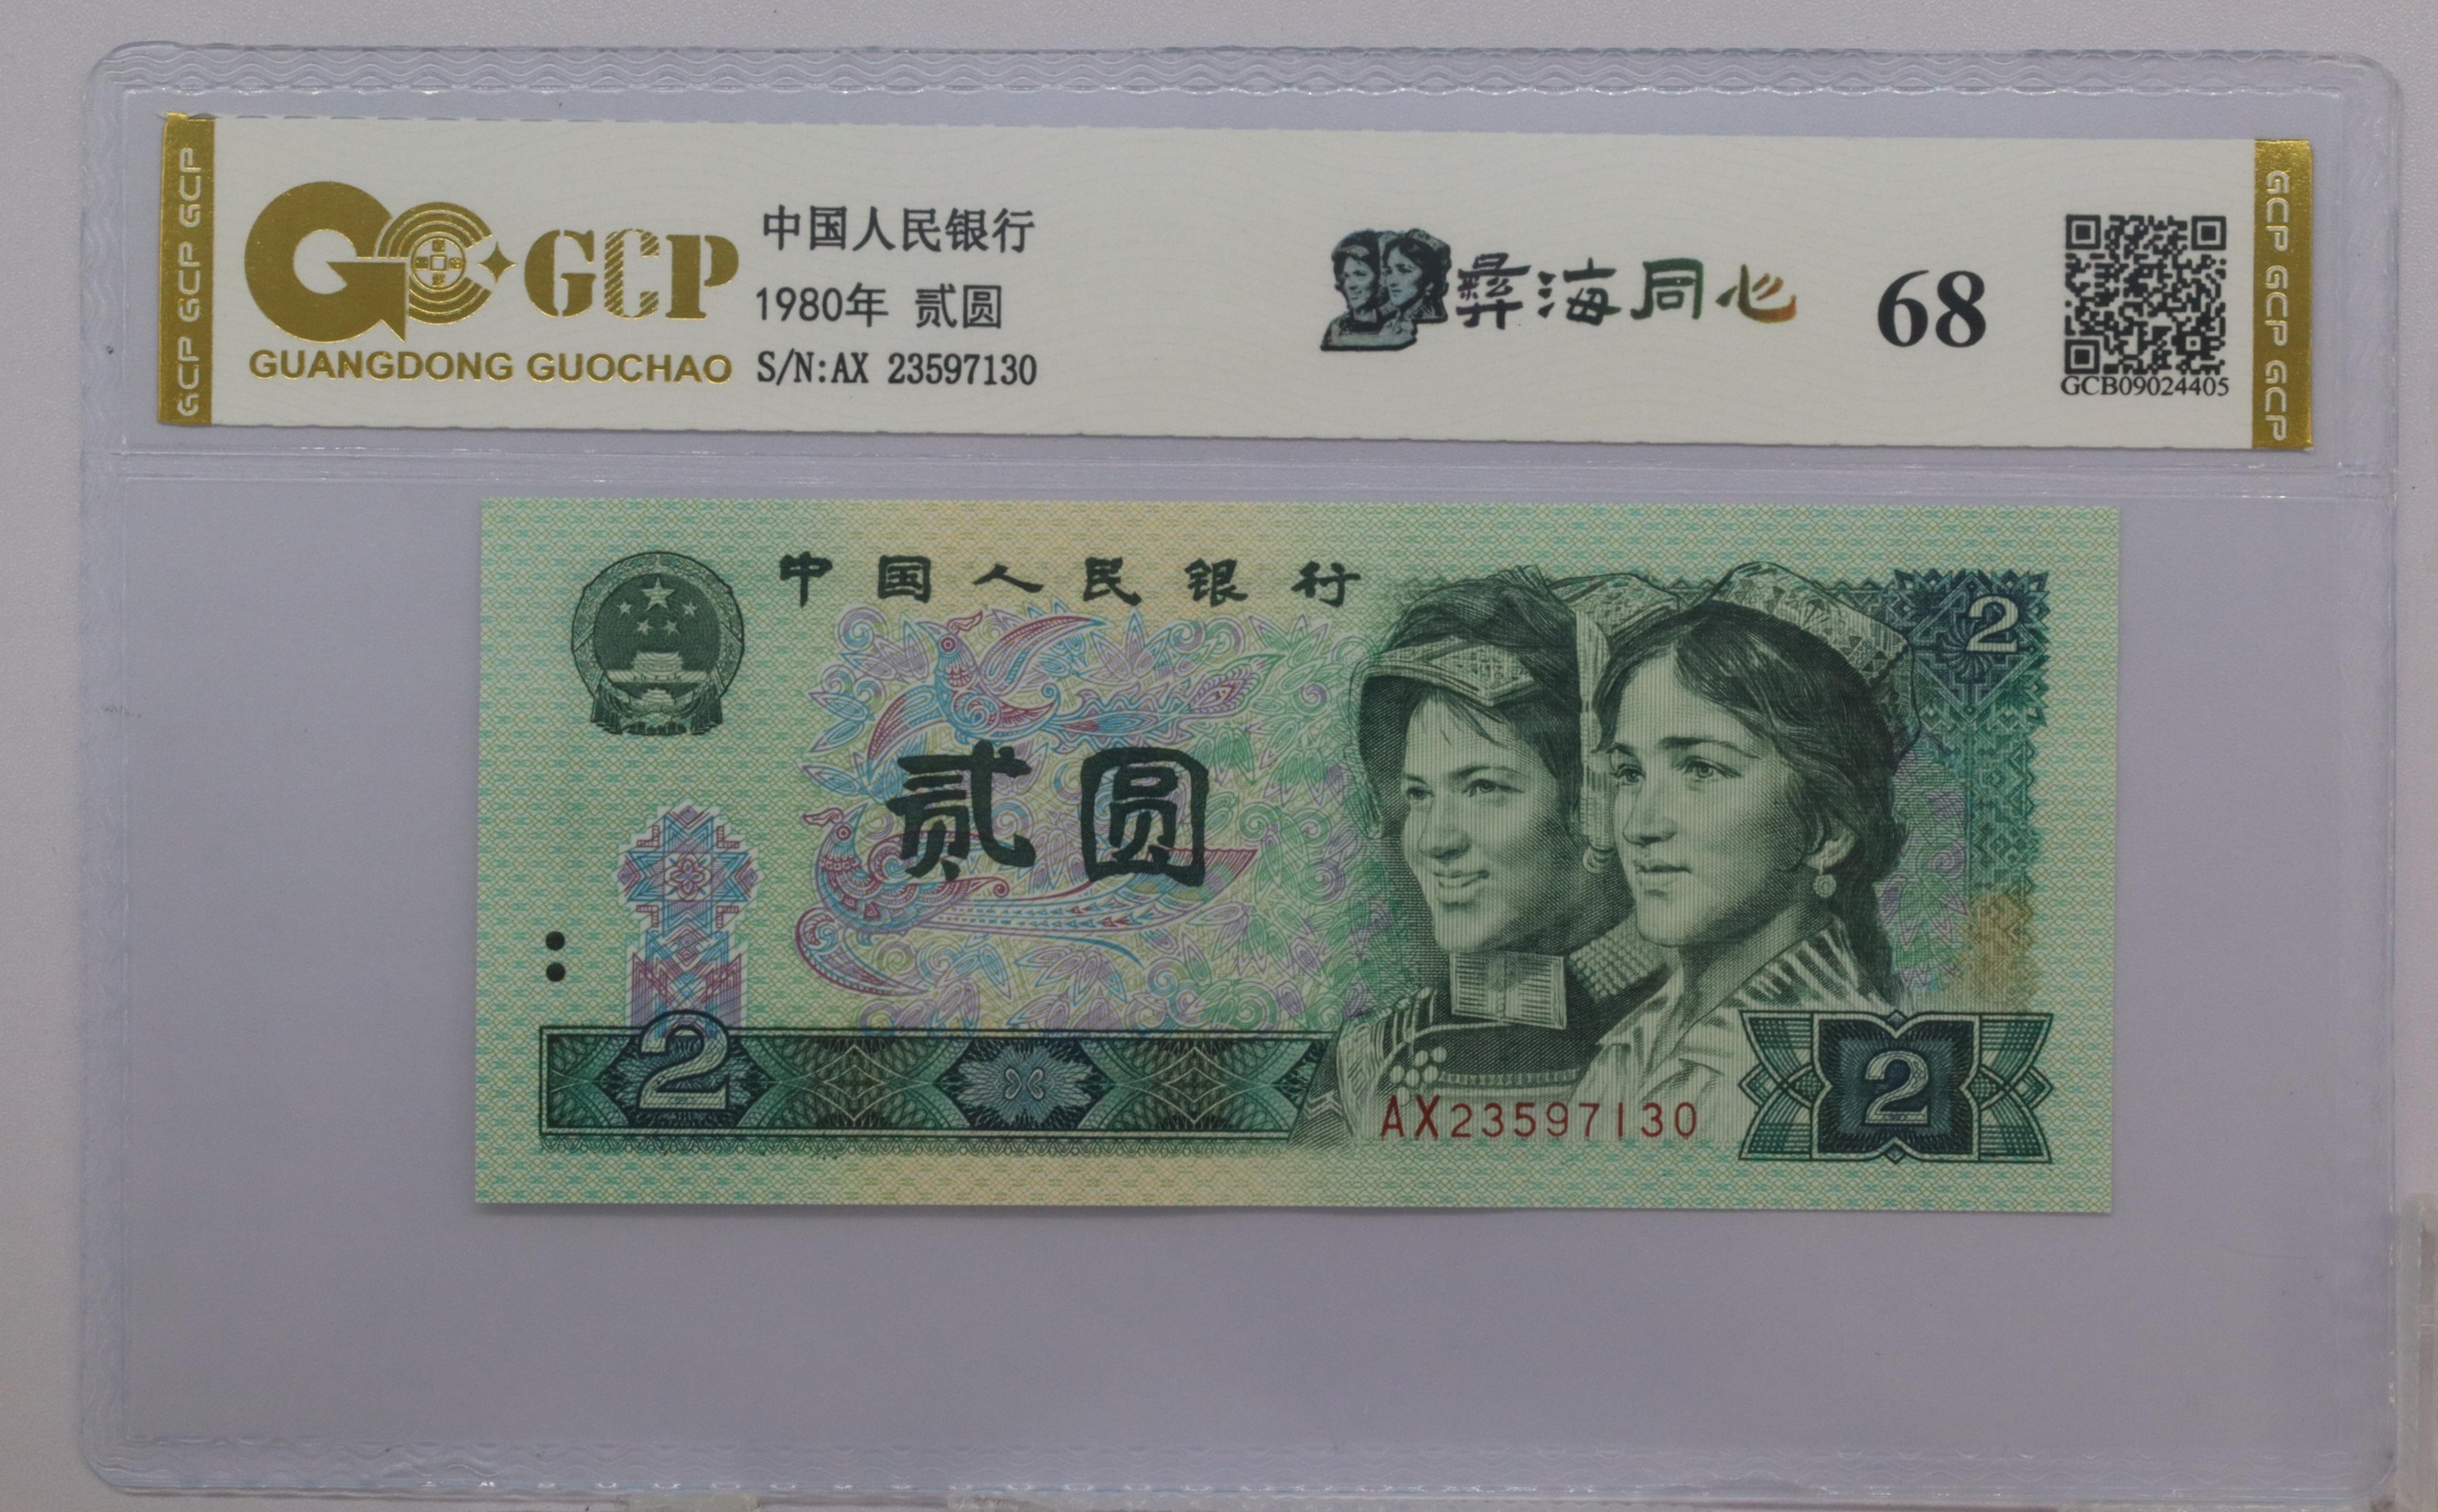 GCP GCP GCP
GCP
GUANGDONG GUOCHAO
中国人民银行
1980年 贰圆
S/N:AX 23597130
彝海同心
68
GCB09024405
GCP GCP GCP
中国人民银行
2
贰圆
2
AX23597130
2